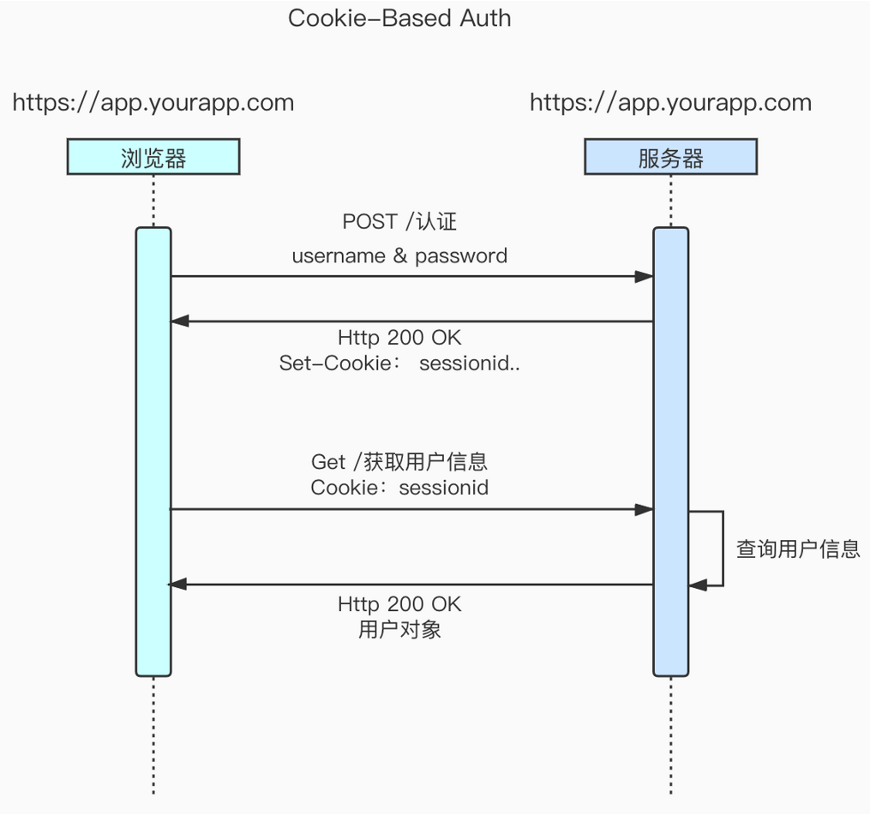 Cookie-Based Auth
https://app.yourapp.com
https://app.yourapp.com
浏览器
服务器
POST /认证
username & password
Http 200 OK
Set-Cookie： sessionid..
Get /获取用户信息
Cookie：sessionid
查询用户信息
Http 200 OK
用户对象